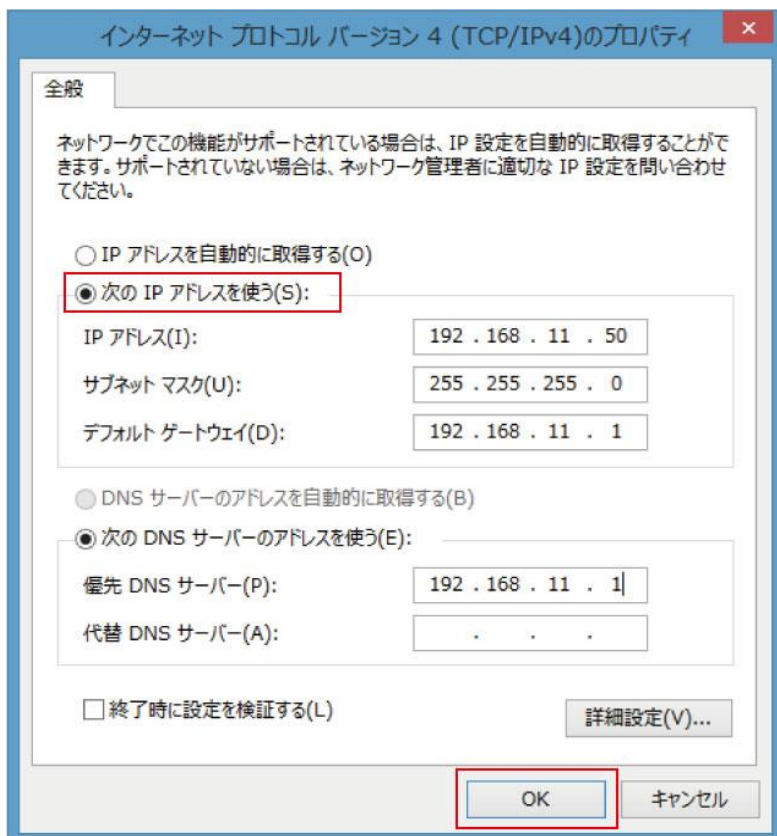 インターネット プロトコル バージョン 4 (TCP/IPv4)のプロパティ
全般
ネットワークでこの機能がサポートされている場合は、IP 設定を自動的に取得することがで
きます。サポートされていない場合は、ネットワーク管理者に適切な IP 設定を問い合わせ
てください。
IP アドレスを自動的に取得する(O)
次の IP アドレスを使う(S):
IP アドレス(I): 192 . 168 . 11 . 50
サブネット マスク(U): 255 . 255 . 255 . 0
デフォルト ゲートウェイ(D): 192 . 168 . 11 . 1
DNS サーバーのアドレスを自動的に取得する(B)
次の DNS サーバーのアドレスを使う(E):
優先 DNS サーバー(P): 192 . 168 . 11 . 1
代替 DNS サーバー(A): . . .
終了時に設定を検証する(L)
詳細設定(V)...
OK キャンセル